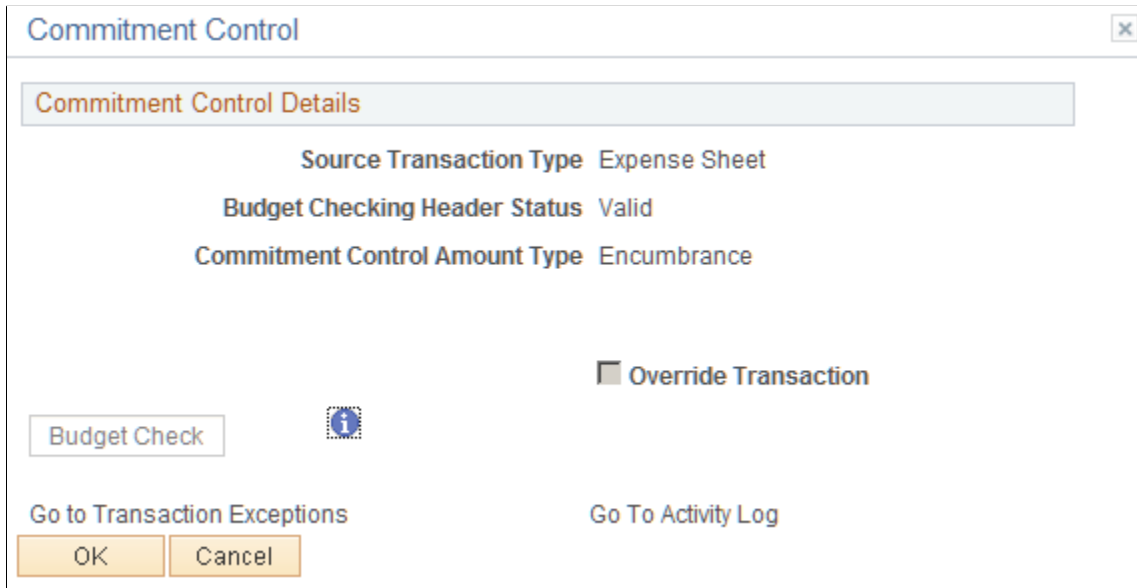 Commitment Control
Commitment Control Details
Source Transaction Type Expense Sheet
Budget Checking Header Status Valid
Commitment Control Amount Type Encumbrance
Override Transaction
Budget Check
Go to Transaction Exceptions Go To Activity Log
OK Cancel